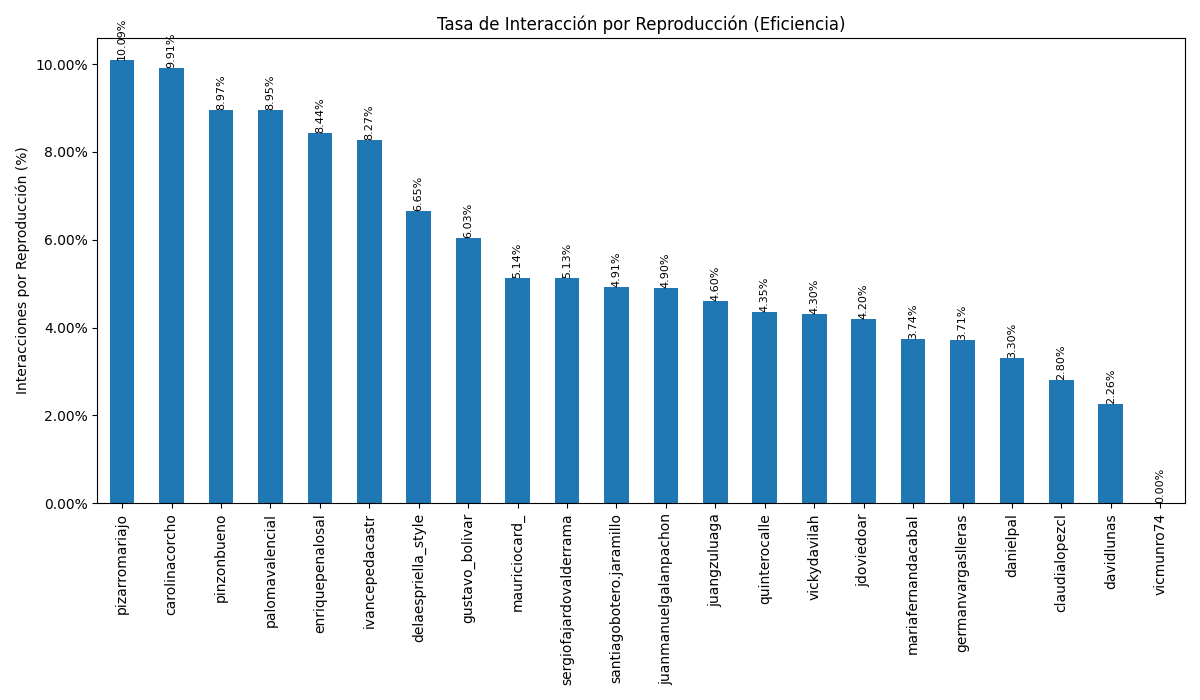 Tasa de Interacción por Reproducción (Eficiencia)
Interacciones por Reproducción (%)
10.00%
8.00%
6.00%
4.00%
2.00%
0.00%
10.09%
9.91%
8.97%
8.95%
8.44%
8.27%
6.65%
6.03%
5.14%
5.13%
4.91%
4.90%
4.60%
4.35%
4.30%
4.20%
3.74%
3.71%
3.30%
2.80%
2.26%
0.00%
pizarromariajo
carolinacorcho
pinzonbueno
palomavalencial
enriquepenalosal
ivancepedacastr
delaespriella_style
gustavo_bolivar
mauriciocard_
sergiofajardovalderrama
santiagobotero.jaramillo
juanmanuelgalanpachon
juangzuluaga
quinterocalle
vickydavilah
jdoviedoar
mariafernandacabal
germanvargaslleras
danielpal
claudialopezcl
davidlunas
vicmunro74